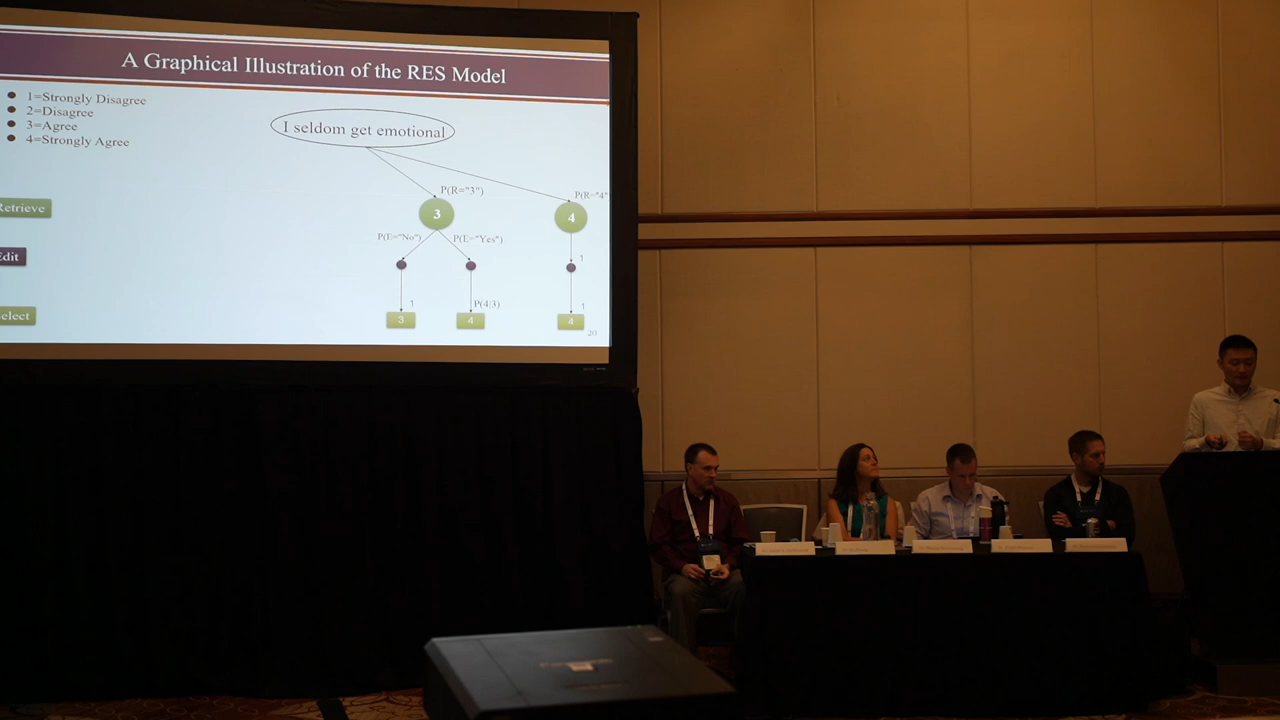 A Graphical Illustration of the RES Model
1=Strongly Disagree
2=Disagree
3=Agree
4=Strongly Agree
I seldom get emotional
P(R="3")
P(R="4"
Retrieve
3
4
P(E="No")
P(E="Yes")
Edit
1
1
P(4|3)
1
elect
3
4
4
20